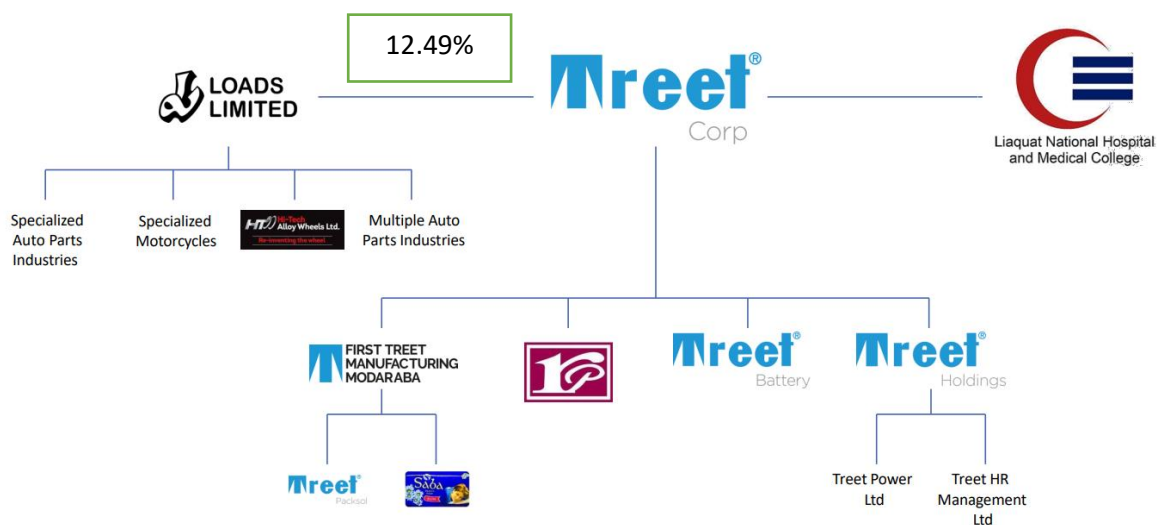 12.49%
LOADS
LIMITED
Treet®
Corp
Liaquat National Hospital
and Medical College
Specialized
Auto Parts
Industries
Specialized
Motorcycles
HT Hi-Tech
Alloy Wheels Ltd.
Re-inventing the wheel
Multiple Auto
Parts Industries
FIRST TREET
MANUFACTURING
MODARABA
Treet®
Battery
Treet®
Holdings
Treet®
Packsol
Saba
Treet Power
Ltd
Treet HR
Management
Ltd